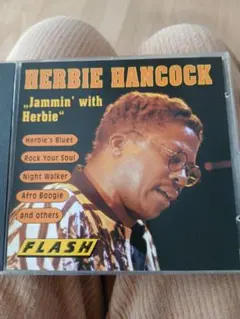 HERBIE HANCOCK
„Jammin' with
Herbie“
Herbie's Blues
Rock Your Soul
Night Walker
Afro Boogie
and others
FLASH